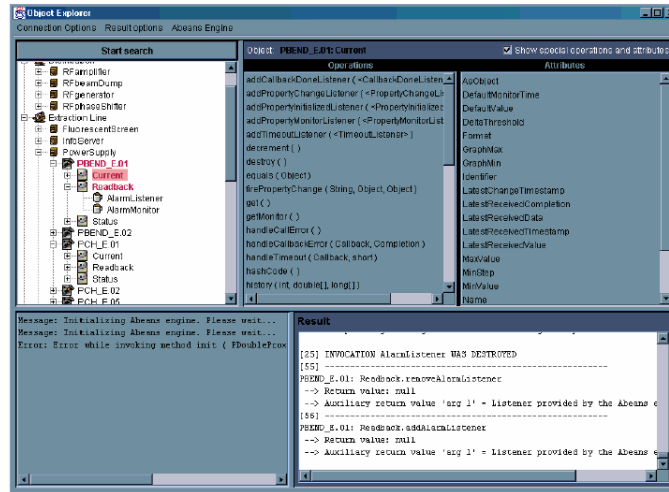 Object Explorer
Connection Options Result options Abeans Engine
Start search
RFamplifier
RFbeamDump
RFgenerator
RFphaseShifter
Extraction Line
FluorescentScreen
InfoServer
PowerSupply
PBEND_E.01
Current
Readback
AlarmListener
AlarmMonitor
Status
PBEND_E.02
PCH_E.01
Current
Readback
Status
PCH_E.02
PCH_E.05
Object: PBEND_E.01: Current
Show special operations and attributes
Operations
addCallbackDoneListener ( <CallbackDoneListen
addPropertyChangeListener ( <PropertyChangeLi
addPropertyInitializedListener ( <PropertyInitialized
addPropertyMonitorListener ( <PropertyMonitorList
addTimeoutListener ( <TimeoutListener> )
decrement ( )
destroy ( )
equals ( Object )
firePropertyChange ( String, Object, Object )
get ( )
getMonitor ( )
handleCallError ( )
handleCallbackError ( Callback, Completion )
handleTimeout ( Callback, short )
hashCode ( )
history ( int, double[], long[] )
Attributes
AsObject
DefaultMonitorTime
DefaultValue
DeltaThreshold
Format
GraphMax
GraphMin
Identifier
LatestChangeTimestamp
LatestReceivedCompletion
LatestReceivedData
LatestReceivedTimestamp
LatestReceivedValue
MaxValue
MinStep
MinValue
Name
Message: Initializing Abeans engine. Please wait...
Message: Initializing Abeans engine. Please wait...
Error: Error while invoking method init ( PDoubleProx
Result
[25] INVOCATION AlarmListener WAS DESTROYED
[55] --------------------------------------------------
PBEND_E.01: Readback.removeAlarmListener
--> Return value: null
--> Auxiliary return value 'arg 1' = Listener provided by the Abeans e
[56] --------------------------------------------------
PBEND_E.01: Readback.addAlarmListener
--> Return value: null
--> Auxiliary return value 'arg 1' = Listener provided by the Abeans e